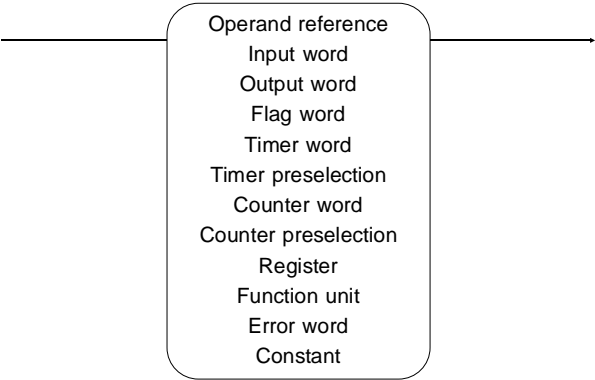 Operand reference
Input word
Output word
Flag word
Timer word
Timer preselection
Counter word
Counter preselection
Register
Function unit
Error word
Constant